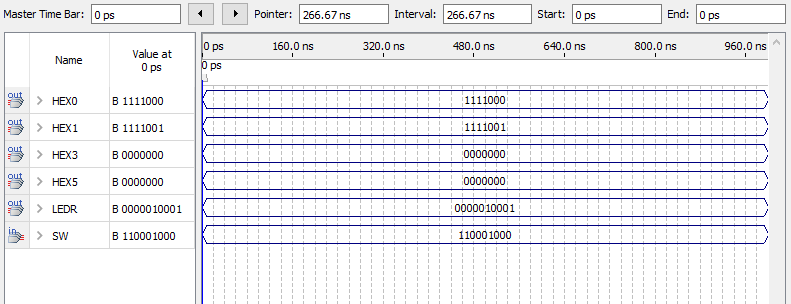 Master Time Bar: 0 ps Pointer: 266.67 ns Interval: 266.67 ns Start: 0 ps End: 0 ps
Name Value at 0 ps 0 ps 160.0 ns 320.0 ns 480.0 ns 640.0 ns 800.0 ns 960.0 ns
0 ps
out HEX0 B 1111000 1111000
out HEX1 B 1111001 1111001
out HEX3 B 0000000 0000000
out HEX5 B 0000000 0000000
out LEDR B 0000010001 0000010001
in SW B 110001000 110001000